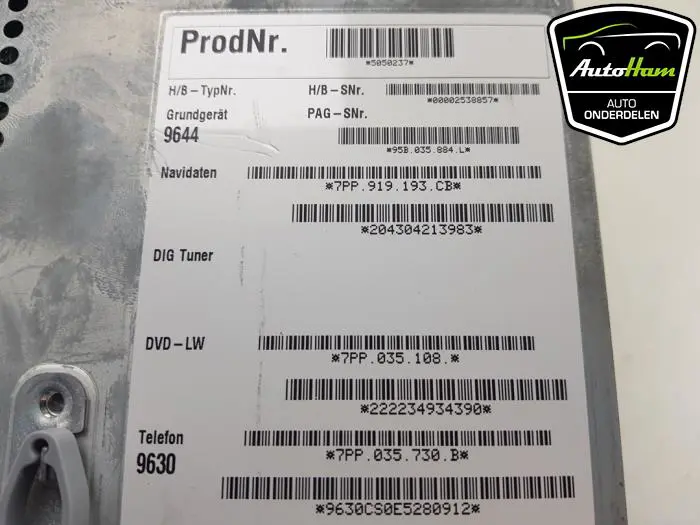 ProdNr.
*5050237*
H/B-TypNr.
H/B-SNr.
*00002538857*
Grundgerät
PAG-SNr.
9644
*95B.035.884.L*
Navidaten
*7PP.919.193.CB*
*204304213983*
DIG Tuner
DVD-LW
*7PP.035.108.*
*222234934390*
Telefon
*7PP.035.730.B*
9630
*9630CS0E5280912*
AutoHam
AUTO
ONDERDELEN